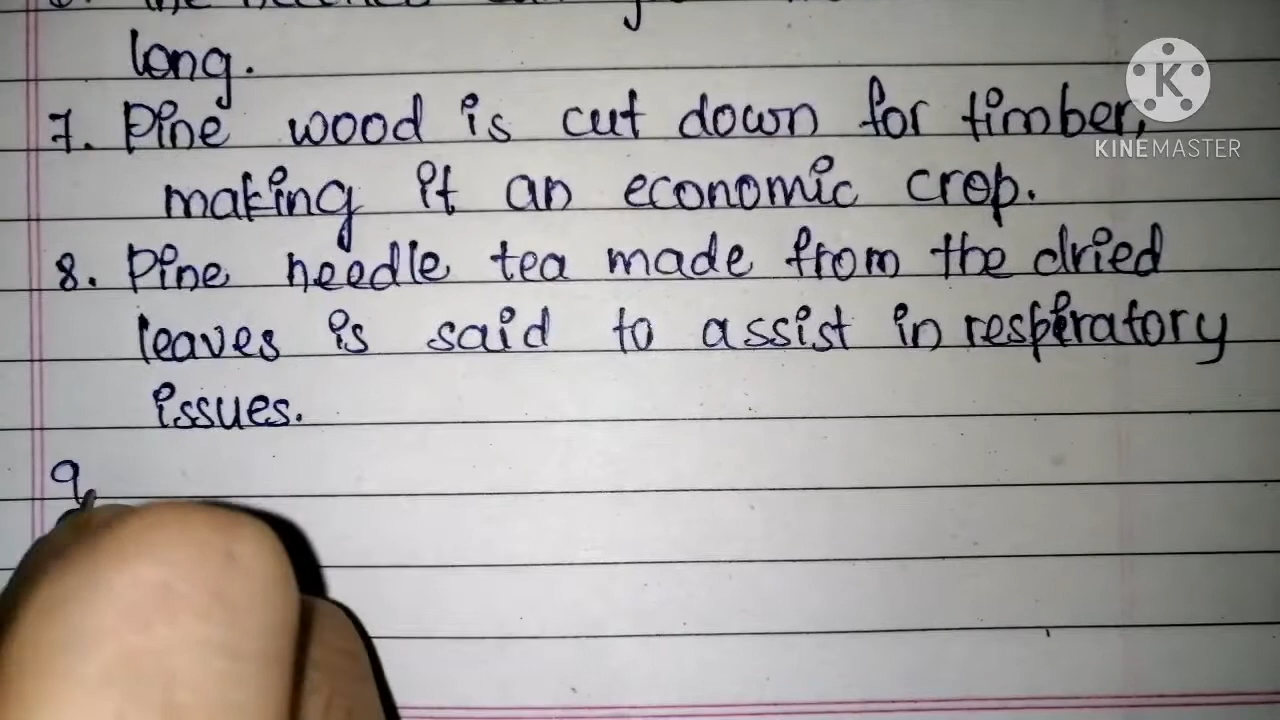 long.
7. Pine wood is cut down for timber,
making it an economic crop.
8. Pine needle tea made from the dried
leaves is said to assist in respiratory
issues.
9
K
KINEMASTER